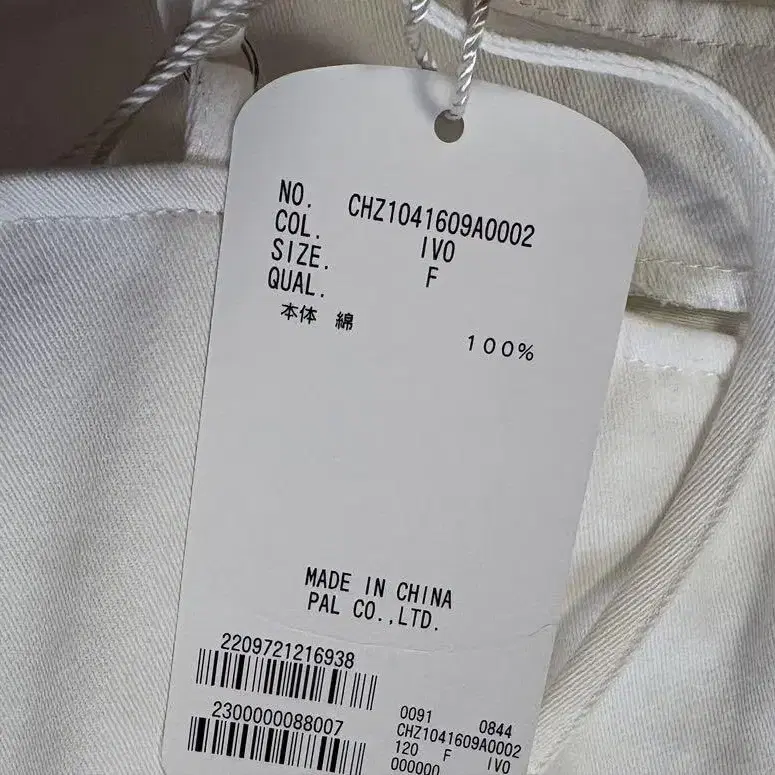 NO. CHZ1041609A0002
COL. IVO
SIZE. F
QUAL.
本体 綿 100%
MADE IN CHINA
PAL CO.,LTD.
2209721216938
2300000088007
0091 0844
CHZ1041609A0002
120 F IVO
000000